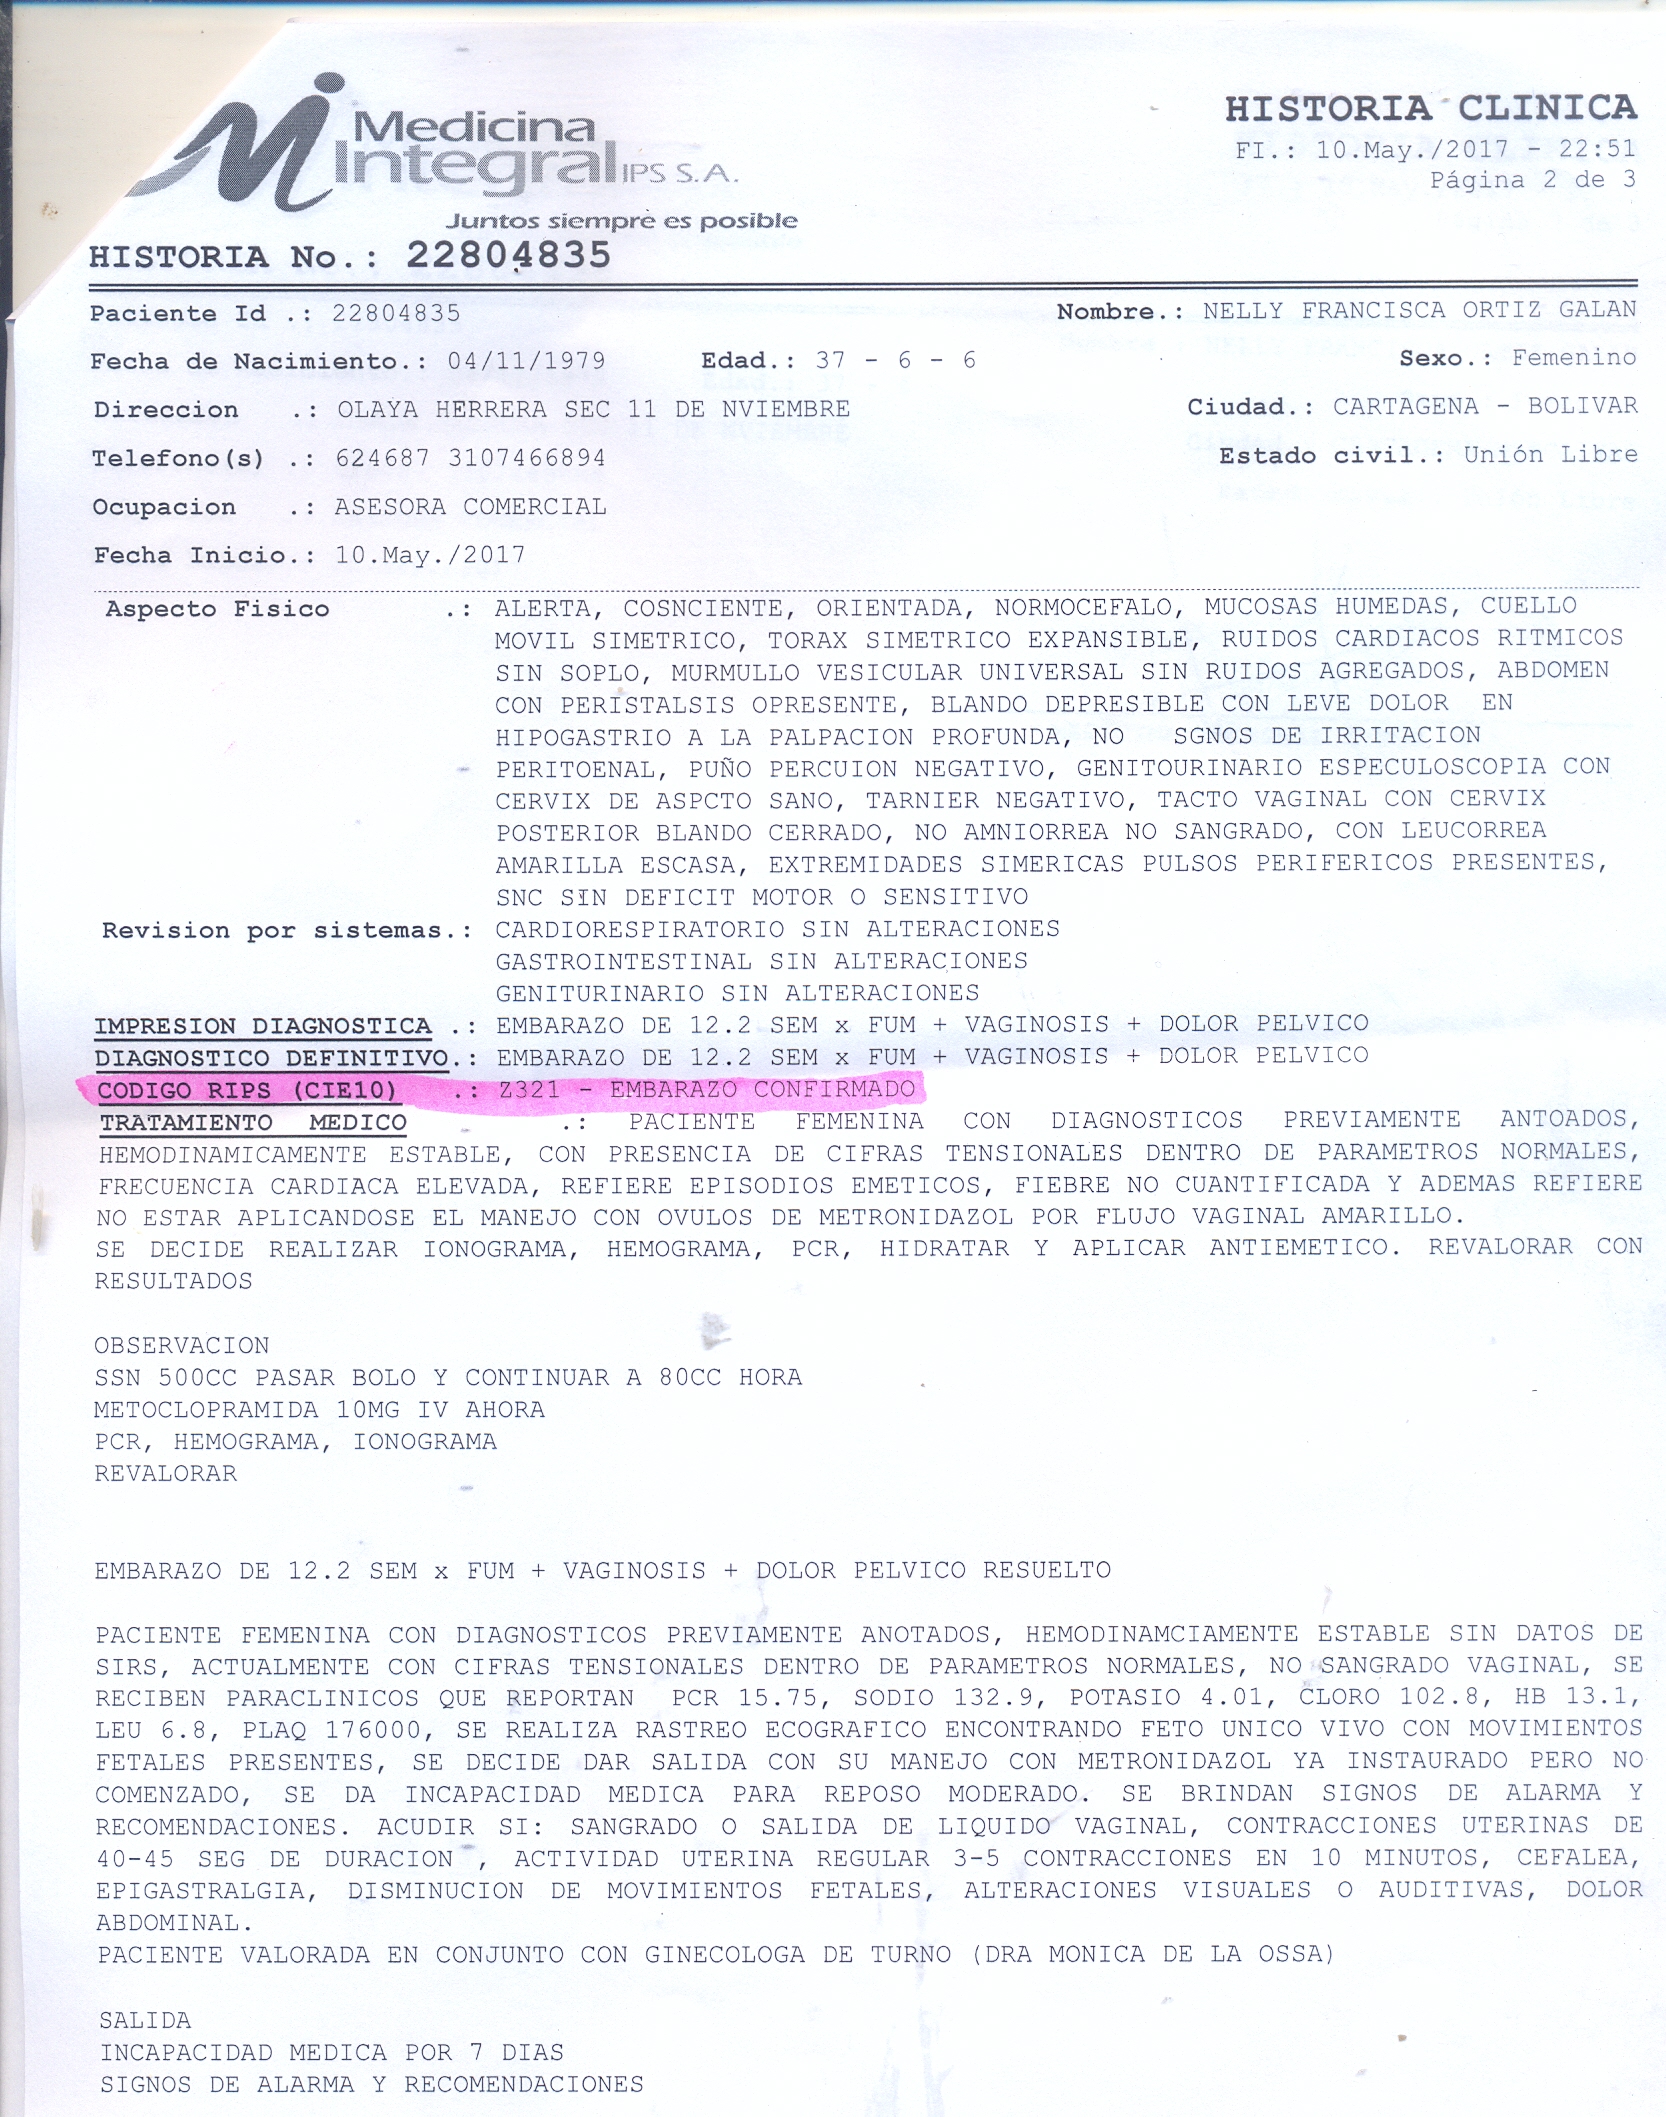 Medicina
Integral IPS S.A.
Juntos siempre es posible
HISTORIA CLINICA
FI.: 10.May./2017 - 22:51
Página 2 de 3
HISTORIA No.: 22804835
Paciente Id .: 22804835 Nombre.: NELLY FRANCISCA ORTIZ GALAN
Fecha de Nacimiento.: 04/11/1979 Edad.: 37 - 6 - 6 Sexo.: Femenino
Direccion .: OLAYA HERRERA SEC 11 DE NVIEMBRE Ciudad.: CARTAGENA - BOLIVAR
Telefono(s) .: 624687 3107466894 Estado civil.: Unión Libre
Ocupacion .: ASESORA COMERCIAL
Fecha Inicio.: 10.May./2017
Aspecto Fisico .: ALERTA, COSNCIENTE, ORIENTADA, NORMOCEFALO, MUCOSAS HUMEDAS, CUELLO
MOVIL SIMETRICO, TORAX SIMETRICO EXPANSIBLE, RUIDOS CARDIACOS RITMICOS
SIN SOPLO, MURMULLO VESICULAR UNIVERSAL SIN RUIDOS AGREGADOS, ABDOMEN
CON PERISTALSIS OPRESENTE, BLANDO DEPRESIBLE CON LEVE DOLOR EN
HIPOGASTRIO A LA PALPACION PROFUNDA, NO SGNOS DE IRRITACION
PERITOENAL, PUÑO PERCUION NEGATIVO, GENITOURINARIO ESPECULOSCOPIA CON
CERVIX DE ASPCTO SANO, TARNIER NEGATIVO, TACTO VAGINAL CON CERVIX
POSTERIOR BLANDO CERRADO, NO AMNIORREA NO SANGRADO, CON LEUCORREA
AMARILLA ESCASA, EXTREMIDADES SIMERICAS PULSOS PERIFERICOS PRESENTES,
SNC SIN DEFICIT MOTOR O SENSITIVO
Revision por sistemas.: CARDIORESPIRATORIO SIN ALTERACIONES
GASTROINTESTINAL SIN ALTERACIONES
GENITURINARIO SIN ALTERACIONES
IMPRESION DIAGNOSTICA .: EMBARAZO DE 12.2 SEM x FUM + VAGINOSIS + DOLOR PELVICO
DIAGNOSTICO DEFINITIVO.: EMBARAZO DE 12.2 SEM x FUM + VAGINOSIS + DOLOR PELVICO
CODIGO RIPS (CIE10) .: Z321 - EMBARAZO CONFIRMADO
TRATAMIENTO MEDICO .: PACIENTE FEMENINA CON DIAGNOSTICOS PREVIAMENTE ANTOADOS,
HEMODINAMICAMENTE ESTABLE, CON PRESENCIA DE CIFRAS TENSIONALES DENTRO DE PARAMETROS NORMALES,
FRECUENCIA CARDIACA ELEVADA, REFIERE EPISODIOS EMETICOS, FIEBRE NO CUANTIFICADA Y ADEMAS REFIERE
NO ESTAR APLICANDOSE EL MANEJO CON OVULOS DE METRONIDAZOL POR FLUJO VAGINAL AMARILLO.
SE DECIDE REALIZAR IONOGRAMA, HEMOGRAMA, PCR, HIDRATAR Y APLICAR ANTIEMETICO. REVALORAR CON
RESULTADOS
OBSERVACION
SSN 500CC PASAR BOLO Y CONTINUAR A 80CC HORA
METOCLOPRAMIDA 10MG IV AHORA
PCR, HEMOGRAMA, IONOGRAMA
REVALORAR
EMBARAZO DE 12.2 SEM x FUM + VAGINOSIS + DOLOR PELVICO RESUELTO
PACIENTE FEMENINA CON DIAGNOSTICOS PREVIAMENTE ANOTADOS, HEMODINAMCIAMENTE ESTABLE SIN DATOS DE
SIRS, ACTUALMENTE CON CIFRAS TENSIONALES DENTRO DE PARAMETROS NORMALES, NO SANGRADO VAGINAL, SE
RECIBEN PARACLINICOS QUE REPORTAN PCR 15.75, SODIO 132.9, POTASIO 4.01, CLORO 102.8, HB 13.1,
LEU 6.8, PLAQ 176000, SE REALIZA RASTREO ECOGRAFICO ENCONTRANDO FETO UNICO VIVO CON MOVIMIENTOS
FETALES PRESENTES, SE DECIDE DAR SALIDA CON SU MANEJO CON METRONIDAZOL YA INSTAURADO PERO NO
COMENZADO, SE DA INCAPACIDAD MEDICA PARA REPOSO MODERADO. SE BRINDAN SIGNOS DE ALARMA Y
RECOMENDACIONES. ACUDIR SI: SANGRADO O SALIDA DE LIQUIDO VAGINAL, CONTRACCIONES UTERINAS DE
40-45 SEG DE DURACION , ACTIVIDAD UTERINA REGULAR 3-5 CONTRACCIONES EN 10 MINUTOS, CEFALEA,
EPIGASTRALGIA, DISMINUCION DE MOVIMIENTOS FETALES, ALTERACIONES VISUALES O AUDITIVAS, DOLOR
ABDOMINAL.
PACIENTE VALORADA EN CONJUNTO CON GINECOLOGA DE TURNO (DRA MONICA DE LA OSSA)
SALIDA
INCAPACIDAD MEDICA POR 7 DIAS
SIGNOS DE ALARMA Y RECOMENDACIONES